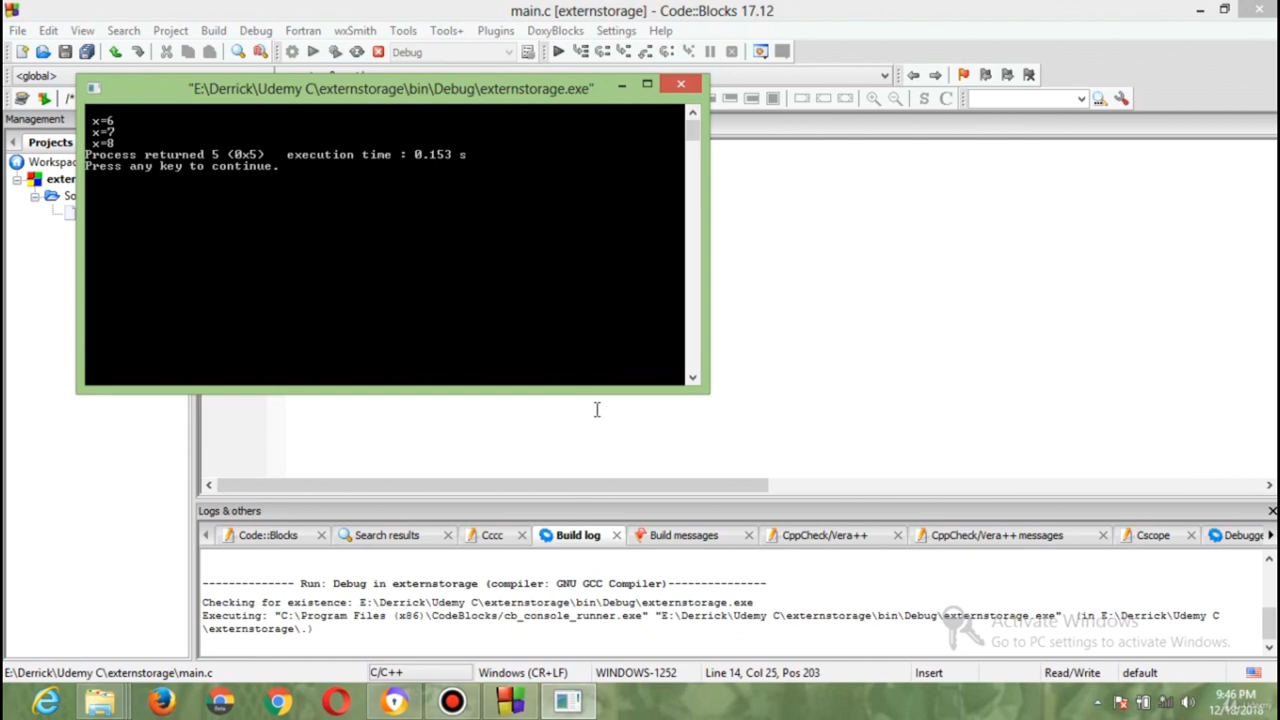 main.c [externstorage] - Code::Blocks 17.12
File Edit View Search Project Build Debug Fortran wxSmith Tools Tools+ Plugins DoxyBlocks Settings Help
Debug
<global>
"E:\Derrick\Udemy C\externstorage\bin\Debug\externstorage.exe"
/*
S C
Management
x=6
x=7
x=8
Process returned 5 (0x5) execution time : 0.153 s
Press any key to continue.
Projects
Workspac
exter
So
Logs & others
Code::Blocks
Search results
Cccc
Build log
Build messages
CppCheck/Vera++
CppCheck/Vera++ messages
Cscope
Debugge
-------------- Run: Debug in externstorage (compiler: GNU GCC Compiler)---------------
Checking for existence: E:\Derrick\Udemy C\externstorage\bin\Debug\externstorage.exe
Executing: "C:\Program Files (x86)\CodeBlocks/cb_console_runner.exe" "E:\Derrick\Udemy C\externstorage\bin\Debug\externstorage.exe" (in E:\Derrick\Udemy C
\externstorage\.)
Activate Windows
Go to PC settings to activate Windows.
E:\Derrick\Udemy C\externstorage\main.c
C/C++
Windows (CR+LF)
WINDOWS-1252
Line 14, Col 25, Pos 203
Insert
Read/Write
default
9:46 PM